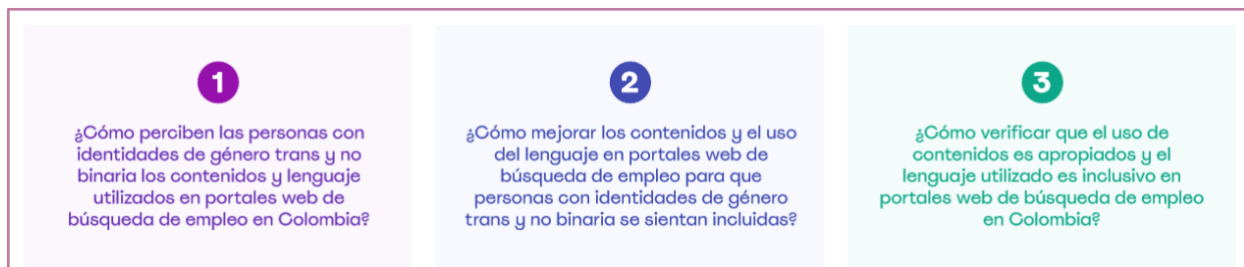 1
¿Cómo perciben las personas con
identidades de género trans y no
binaria los contenidos y lenguaje
utilizados en portales web de
búsqueda de empleo en Colombia?
2
¿Cómo mejorar los contenidos y el uso
del lenguaje en portales web de
búsqueda de empleo para que
personas con identidades de género
trans y no binaria se sientan incluidas?
3
¿Cómo verificar que el uso de
contenidos es apropiados y el
lenguaje utilizado es inclusivo en
portales web de búsqueda de empleo
en Colombia?